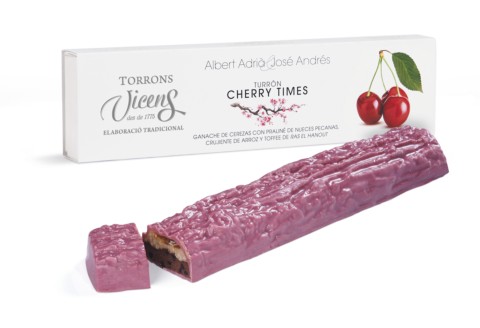 TORRONS
Vicens
des de 1775
ELABORACIÓ TRADICIONAL
Albert Adrià & José Andrés
TURRÓN
CHERRY TIMES
GANACHE DE CEREZAS CON PRALINÉ DE NUECES PECANAS,
CRUJIENTE DE ARROZ Y TOFFEE DE RAS EL HANOUT